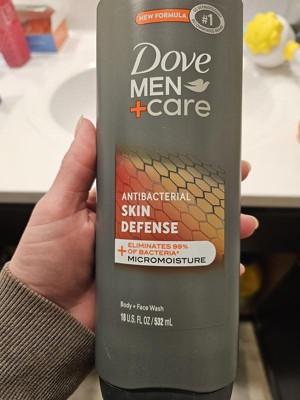 NEW FORMULA
#1
Dove
MEN
+care
ANTIBACTERIAL
SKIN
DEFENSE
+ ELIMINATES 99%
OF BACTERIA*
MICROMOISTURE
Body + Face Wash
18 U.S. FL OZ / 532 mL